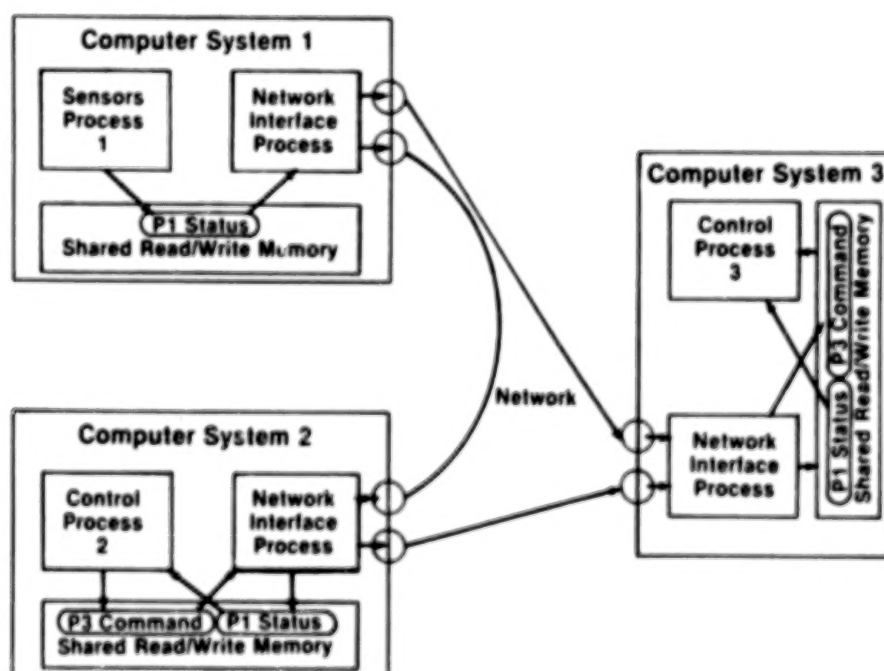 Computer System 1
Sensors
Process
1
Network
Interface
Process
P1 Status
Shared Read/Write Memory
Computer System 2
Control
Process
2
Network
Interface
Process
P3 Command
P1 Status
Shared Read/Write Memory
Network
Computer System 3
Control
Process
3
Network
Interface
Process
P3 Command
P1 Status
Shared Read/Write Memory